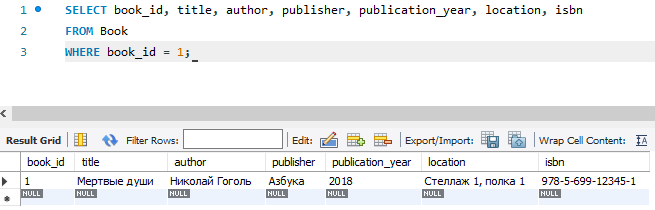 1 SELECT book_id, title, author, publisher, publication_year, location, isbn
2 FROM Book
3 WHERE book_id = 1;
Result Grid Filter Rows: Edit: Export/Import: Wrap Cell Content:
book_id title author publisher publication_year location isbn
1 Мертвые души Николай Гоголь Азбука 2018 Стеллаж 1, полка 1 978-5-699-12345-1
NULL NULL NULL NULL NULL NULL NULL